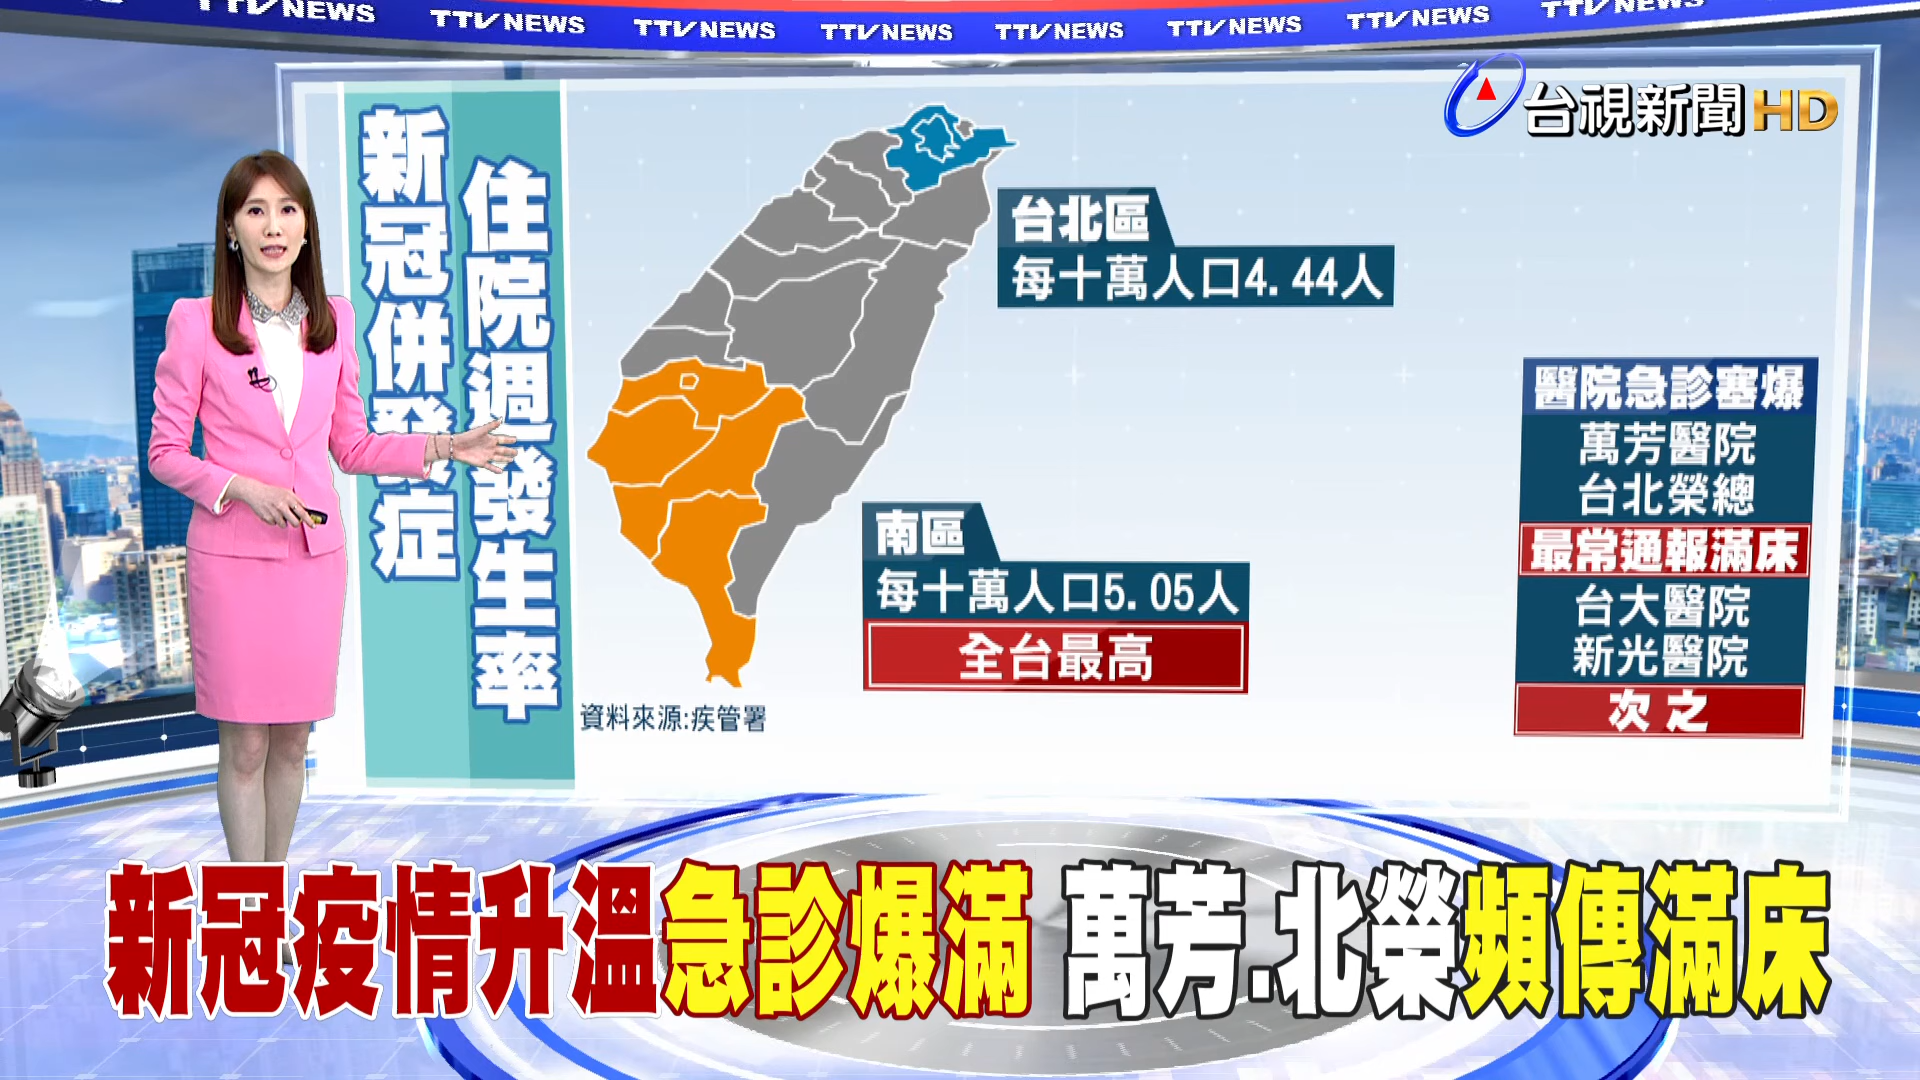 TTV NEWS
TTV NEWS
TTV NEWS
TTV NEWS
TTV NEWS
TTV NEWS
TTV NEWS
TTV NEWS
台視新聞HD
新冠併發症
住院週發生率
台北區
每十萬人口4.44人
南區
每十萬人口5.05人
全台最高
資料來源:疾管署
醫院急診塞爆
萬芳醫院
台北榮總
最常通報滿床
台大醫院
新光醫院
次之
新冠疫情升溫急診爆滿 萬芳.北榮頻傳滿床